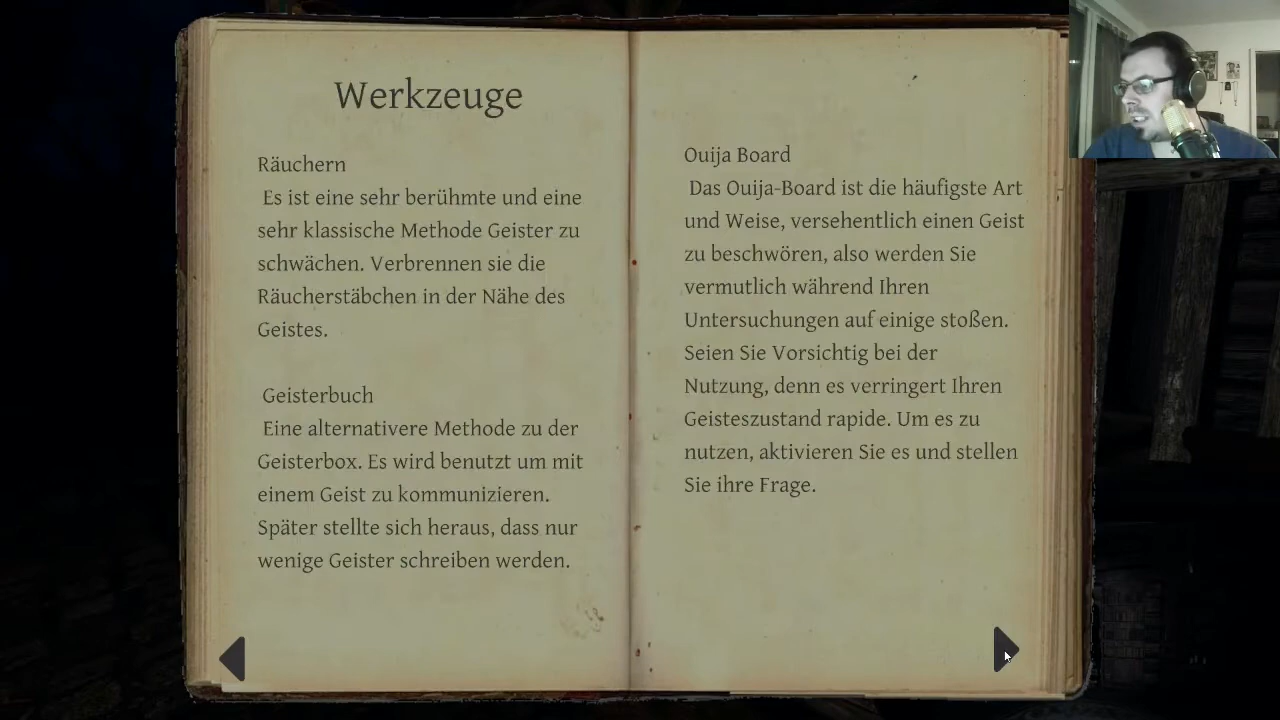 Werkzeuge
Räuchern
Es ist eine sehr berühmte und eine
sehr klassische Methode Geister zu
schwächen. Verbrennen sie die
Räucherstäbchen in der Nähe des
Geistes.
Geisterbuch
Eine alternativere Methode zu der
Geisterbox. Es wird benutzt um mit
einem Geist zu kommunizieren.
Später stellte sich heraus, dass nur
wenige Geister schreiben werden.
Ouija Board
Das Ouija-Board ist die häufigste Art
und Weise, versehentlich einen Geist
zu beschwören, also werden Sie
vermutlich während Ihren
Untersuchungen auf einige stoßen.
Seien Sie Vorsichtig bei der
Nutzung, denn es verringert Ihren
Geisteszustand rapide. Um es zu
nutzen, aktivieren Sie es und stellen
Sie ihre Frage.